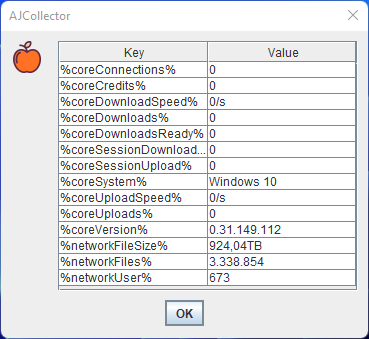 AJCollector
Key Value
%coreConnections% 0
%coreCredits% 0
%coreDownloadSpeed% 0/s
%coreDownloads% 0
%coreDownloadsReady% 0
%coreSessionDownload... 0
%coreSessionUpload% 0
%coreSystem% Windows 10
%coreUploadSpeed% 0/s
%coreUploads% 0
%coreVersion% 0.31.149.112
%networkFileSize% 924,04TB
%networkFiles% 3.338.854
%networkUser% 673
OK